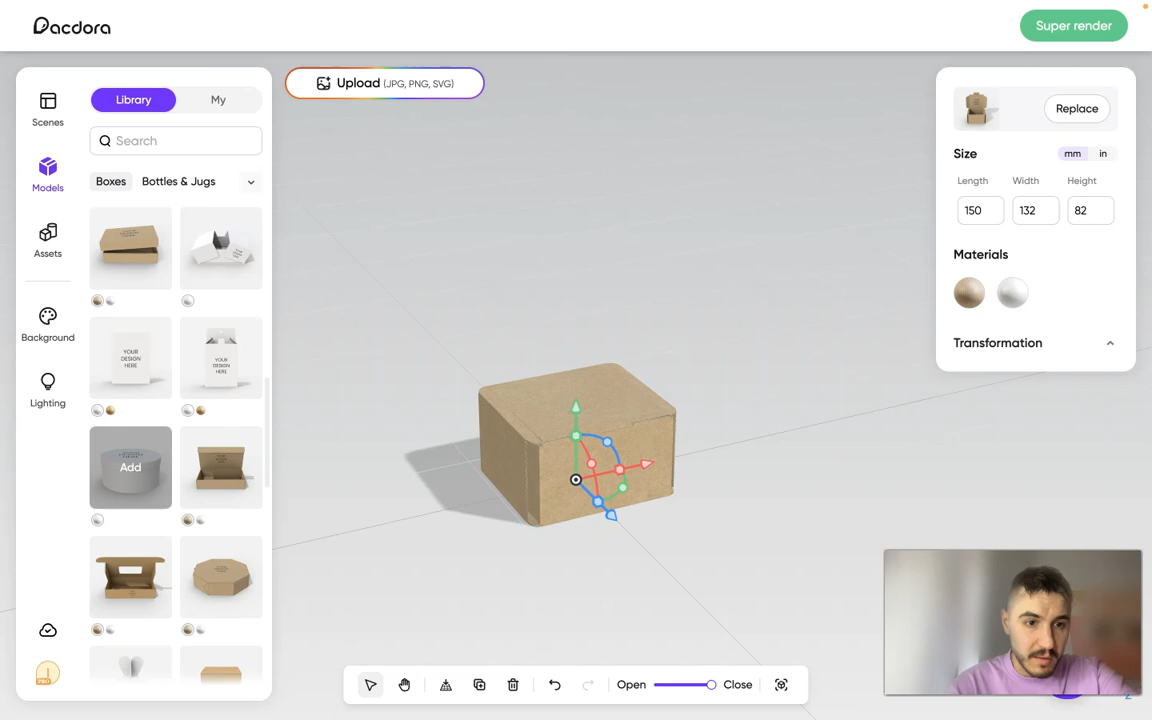 Pacdora
Super render
Upload (JPG, PNG, SVG)
Library
My
Search
Boxes
Bottles & Jugs
Scenes
Models
Assets
Background
Lighting
YOUR
DESIGN
HERE
YOUR
DESIGN
HERE
Add
PRO
Replace
Size
mm
in
Length
Width
Height
150
132
82
Materials
Transformation
Open
Close